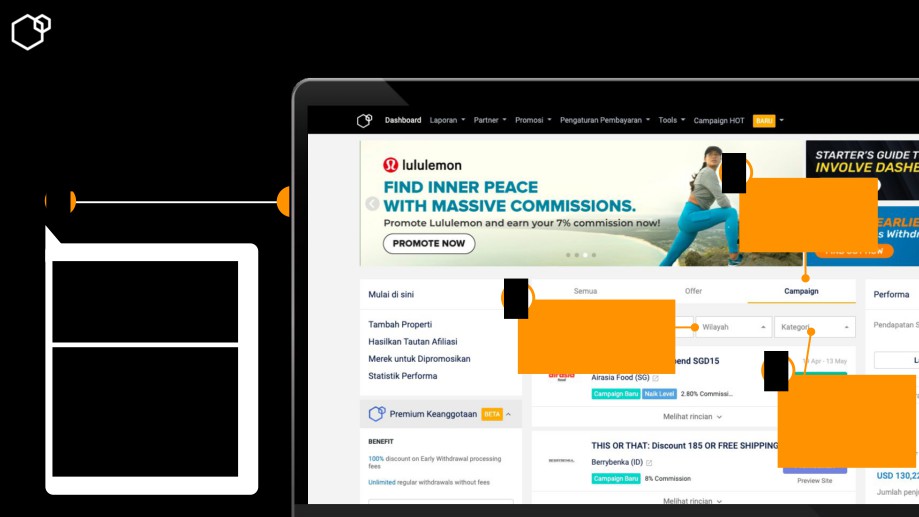 Dashboard Laporan Partner Promosi Pengaturan Pembayaran Tools Campaign HOT BARU
lululemon
FIND INNER PEACE
WITH MASSIVE COMMISSIONS.
Promote Lululemon and earn your 7% commission now!
PROMOTE NOW
STARTER'S GUIDE T
INVOLVE DASHE
EARLIE
s Withdr
Mulai di sini
Tambah Properti
Hasilkan Tautan Afiliasi
Merek untuk Dipromosikan
Statistik Performa
Premium Keanggotaan BETA
BENEFIT
100% discount on Early Withdrawal processing
fees
Unlimited regular withdrawals without fees
Semua Offer Campaign
Wilayah Kategori
end SGD15
Apr - 13 May
airasia
food
Airasia Food (SG)
Campaign Baru Naik Level 2.80% Commissi...
Melihat rincian
THIS OR THAT: Discount 185 OR FREE SHIPPING
BERRYBENKA
Berrybenka (ID)
Campaign Baru 8% Commission
Preview Site
Melihat rincian
Performa
Pendapatan S
USD 130,22
Jumlah penj